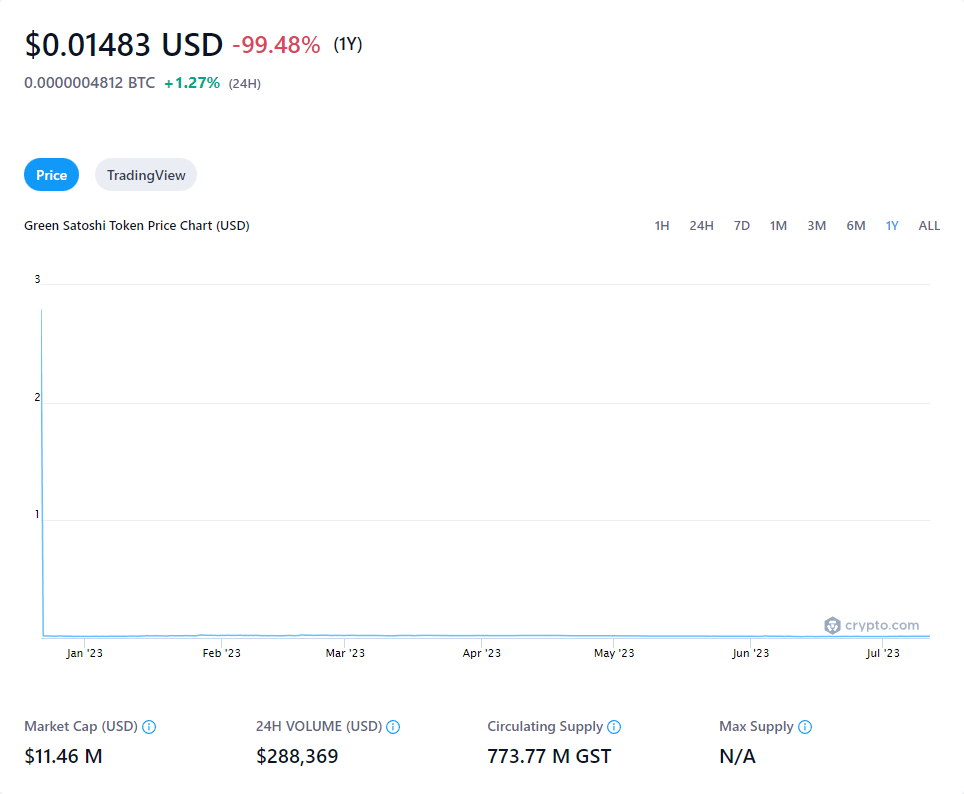 $0.01483 USD -99.48% (1Y)
0.0000004812 BTC +1.27% (24H)
Price TradingView
Green Satoshi Token Price Chart (USD) 1H 24H 7D 1M 3M 6M 1Y ALL
3
2
1
crypto.com
Jan '23 Feb '23 Mar '23 Apr '23 May '23 Jun '23 Jul '23
Market Cap (USD) 24H VOLUME (USD) Circulating Supply Max Supply
$11.46 M $288,369 773.77 M GST N/A